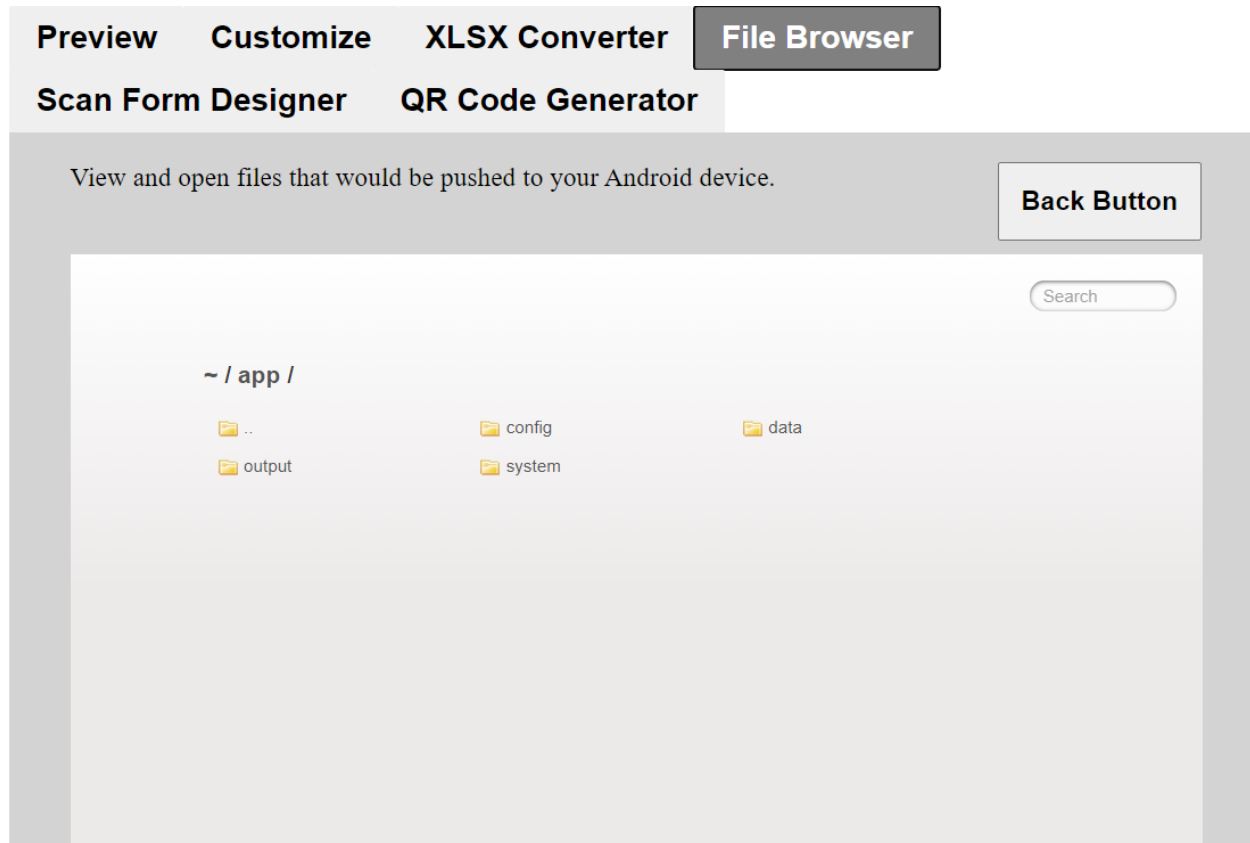 Preview Customize XLSX Converter File Browser
Scan Form Designer QR Code Generator
View and open files that would be pushed to your Android device.
Back Button
Search
~ / app /
.. config data
output system